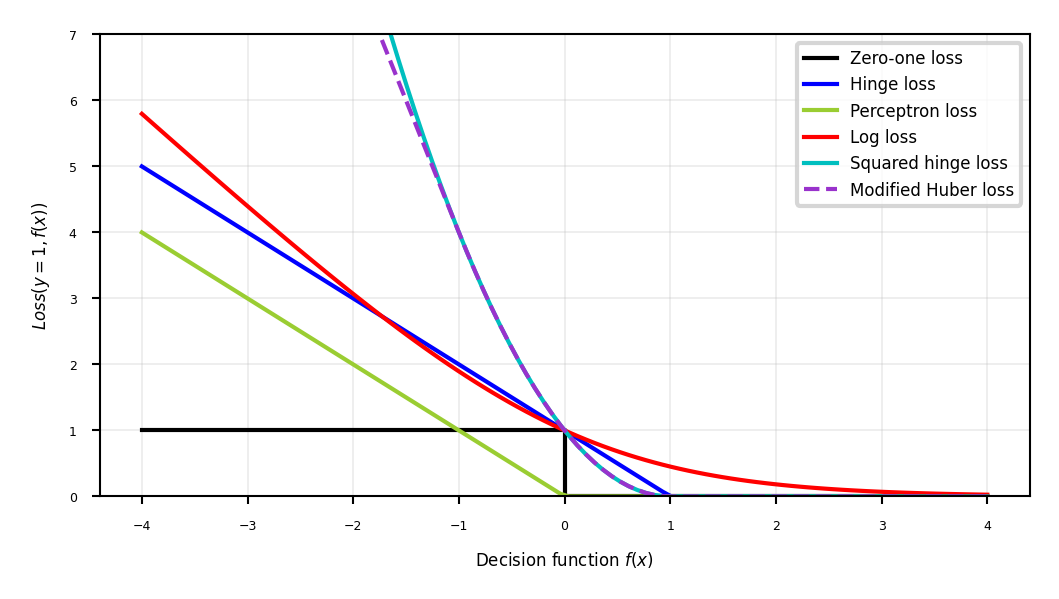 7
6
5
4
3
2
1
0
Loss(y = 1, f(x))
−4 −3 −2 −1 0 1 2 3 4
Decision function f(x)
Zero-one loss
Hinge loss
Perceptron loss
Log loss
Squared hinge loss
Modified Huber loss